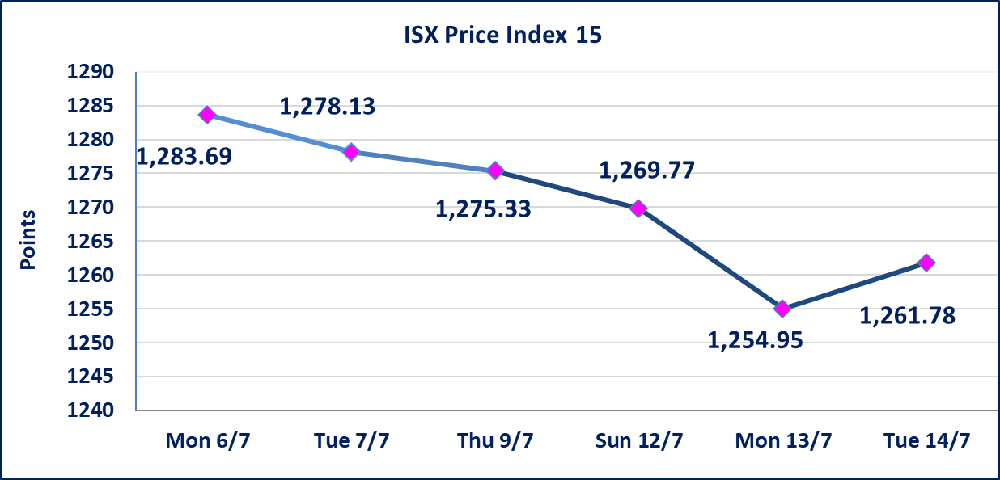 ISX Price Index 15
1290
1285
1280
1275
1270
1265
1260
1255
1250
1245
1240
Points
1,283.69
1,278.13
1,275.33
1,269.77
1,254.95
1,261.78
Mon 6/7
Tue 7/7
Thu 9/7
Sun 12/7
Mon 13/7
Tue 14/7